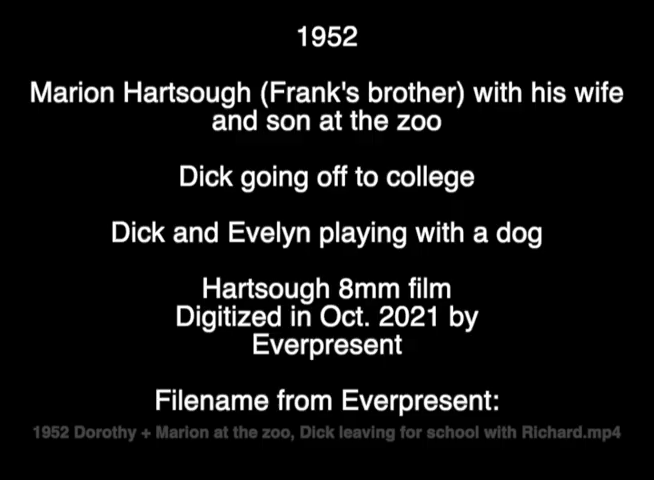 1952
Marion Hartsough (Frank's brother) with his wife
and son at the zoo
Dick going off to college
Dick and Evelyn playing with a dog
Hartsough 8mm film
Digitized in Oct. 2021 by
Everpresent
Filename from Everpresent:
1952 Dorothy + Marion at the zoo, Dick leaving for school with Richard.mp4